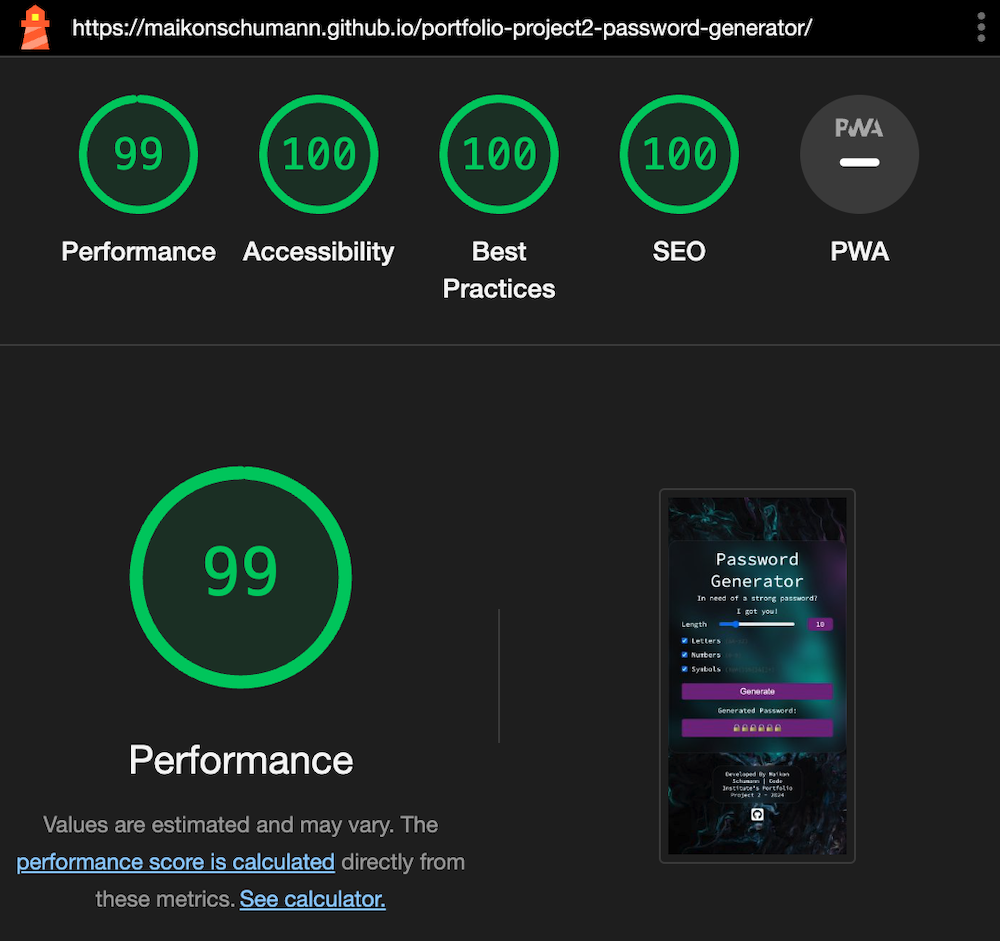 https://maikonschumann.github.io/portfolio-project2-password-generator/
99
100
100
100
PWA
Performance
Accessibility
Best
Practices
SEO
PWA
99
Performance
Values are estimated and may vary. The
performance score is calculated directly from
these metrics. See calculator.
Password
Generator
In need of a strong password?
I got you!
Length
10
Letters
Numbers
Symbols
Generate
Generated Password:
Developed By Maikon
Schumann | Code
Institute's Portfolio
Project 2 - 2024